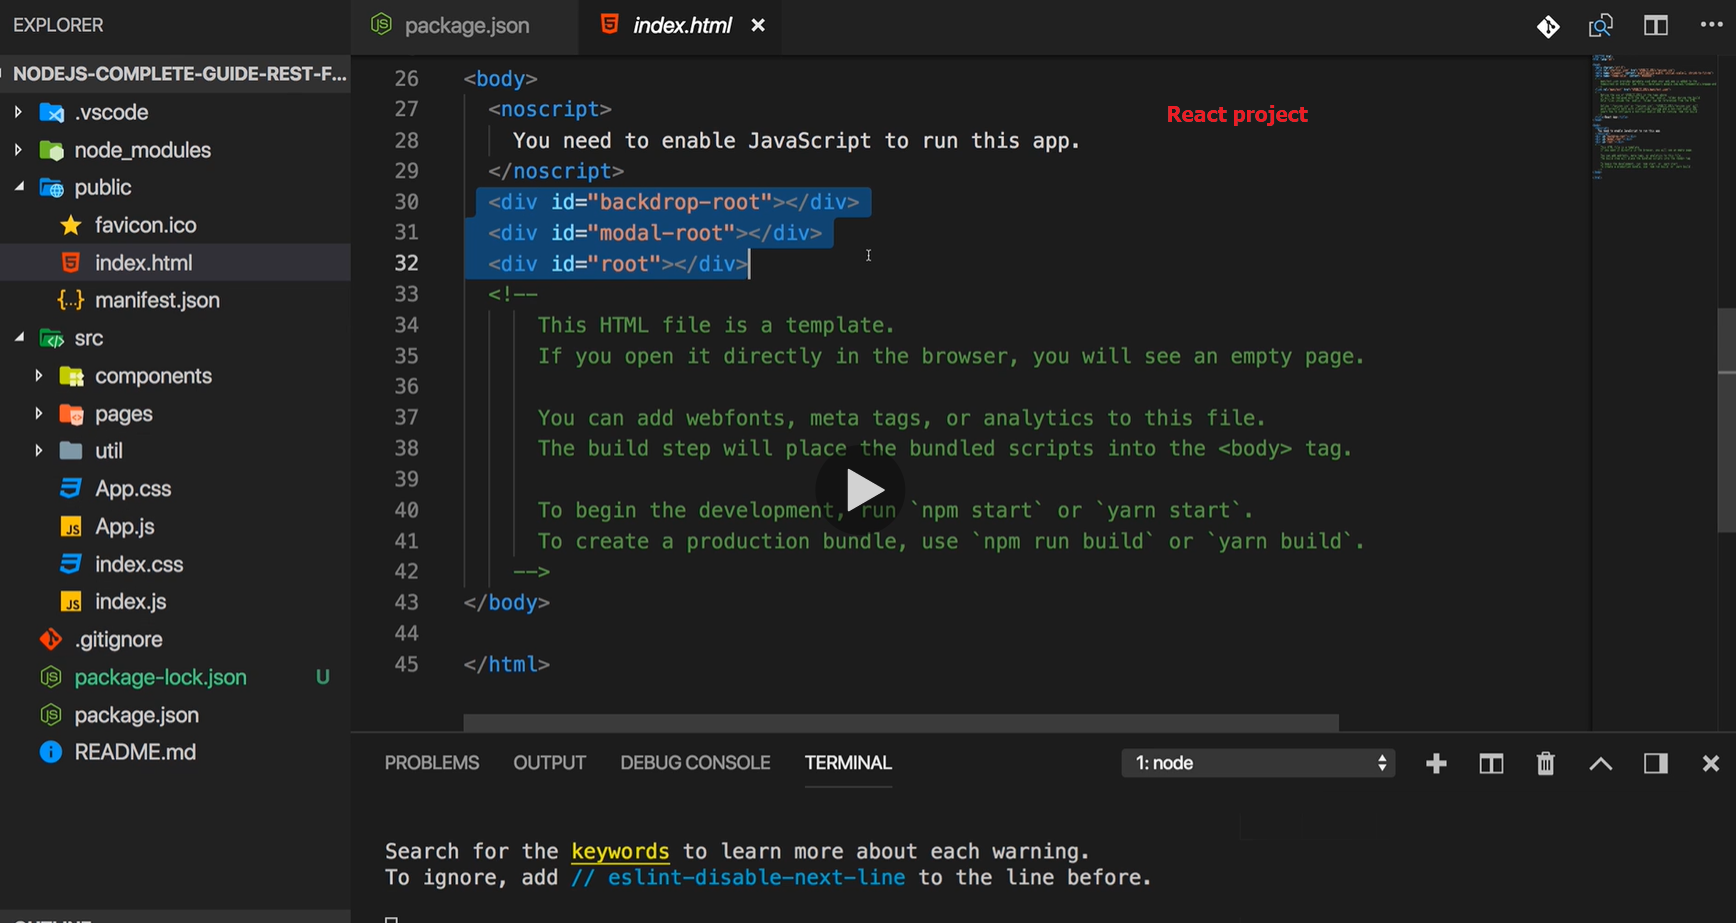 EXPLORER
NODEJS-COMPLETE-GUIDE-REST-F...
.vscode
node_modules
public
favicon.ico
index.html
manifest.json
src
components
pages
util
App.css
App.js
index.css
index.js
.gitignore
package-lock.json U
package.json
README.md
package.json index.html
React project
26 <body>
27 <noscript>
28 You need to enable JavaScript to run this app.
29 </noscript>
30 <div id="backdrop-root"></div>
31 <div id="modal-root"></div>
32 <div id="root"></div>
33 <!--
34 This HTML file is a template.
35 If you open it directly in the browser, you will see an empty page.
36
37 You can add webfonts, meta tags, or analytics to this file.
38 The build step will place the bundled scripts into the <body> tag.
39
40 To begin the development, run `npm start` or `yarn start`.
41 To create a production bundle, use `npm run build` or `yarn build`.
42 -->
43 </body>
44
45 </html>
PROBLEMS OUTPUT DEBUG CONSOLE TERMINAL 1: node
Search for the keywords to learn more about each warning.
To ignore, add // eslint-disable-next-line to the line before.